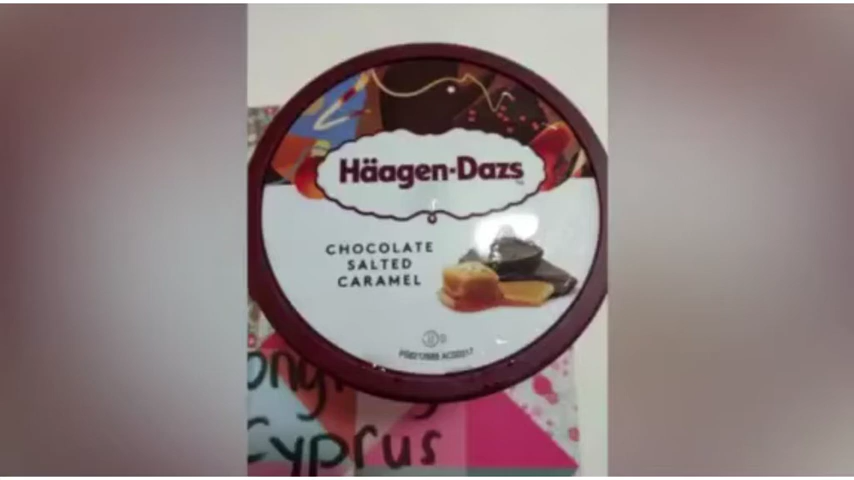 Häagen-Dazs
CHOCOLATE
SALTED
CARAMEL
Cyprus